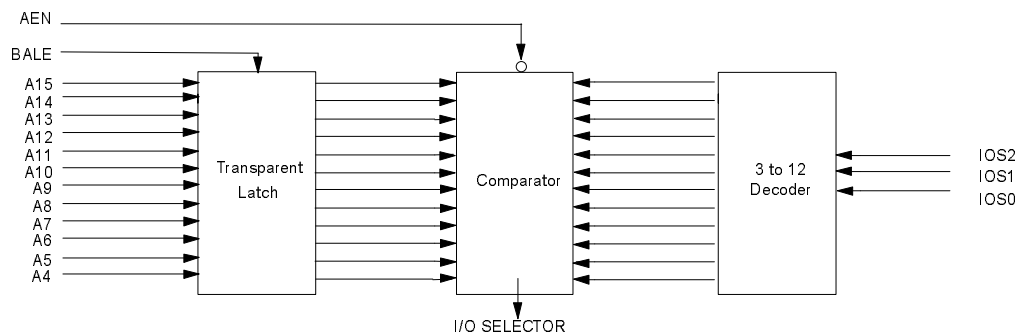 AEN
BALE
A15
A14
A13
A12
A11
A10
A9
A8
A7
A6
A5
A4
Transparent
Latch
Comparator
3 to 12
Decoder
IOS2
IOS1
IOS0
I/O SELECTOR